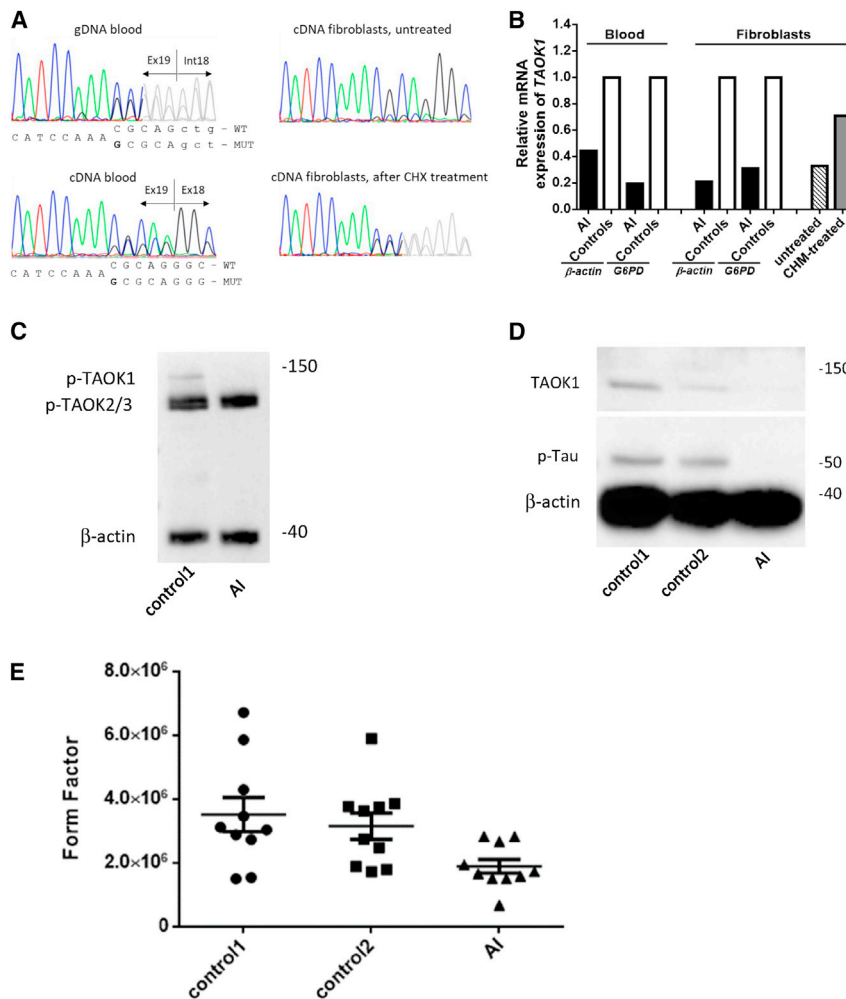 A
gDNA blood
Ex19 Int18
CGCAGctg-WT
CATCCAAA
GCGCAgct-MUT
cDNA fibroblasts, untreated
cDNA blood
Ex19 Ex18
CGCAGGGC-WT
CATCCAAA
GCGCAGGG-MUT
cDNA fibroblasts, after CHX treatment
B
Blood Fibroblasts
Relative mRNA
expression of TAOK1
1.4
1.2
1.0
0.8
0.6
0.4
0.2
0.0
AI
Controls
AI
Controls
AI
Controls
AI
Controls
untreated
CHM-treated
β-actin G6PD β-actin G6PD
C
p-TAOK1
p-TAOK2/3
β-actin
-150
-40
control1
AI
D
TAOK1
p-Tau
β-actin
-150
-50
-40
control1
control2
AI
E
Form Factor
8.0×10⁶
6.0×10⁶
4.0×10⁶
2.0×10⁶
0
control1
control2
AI